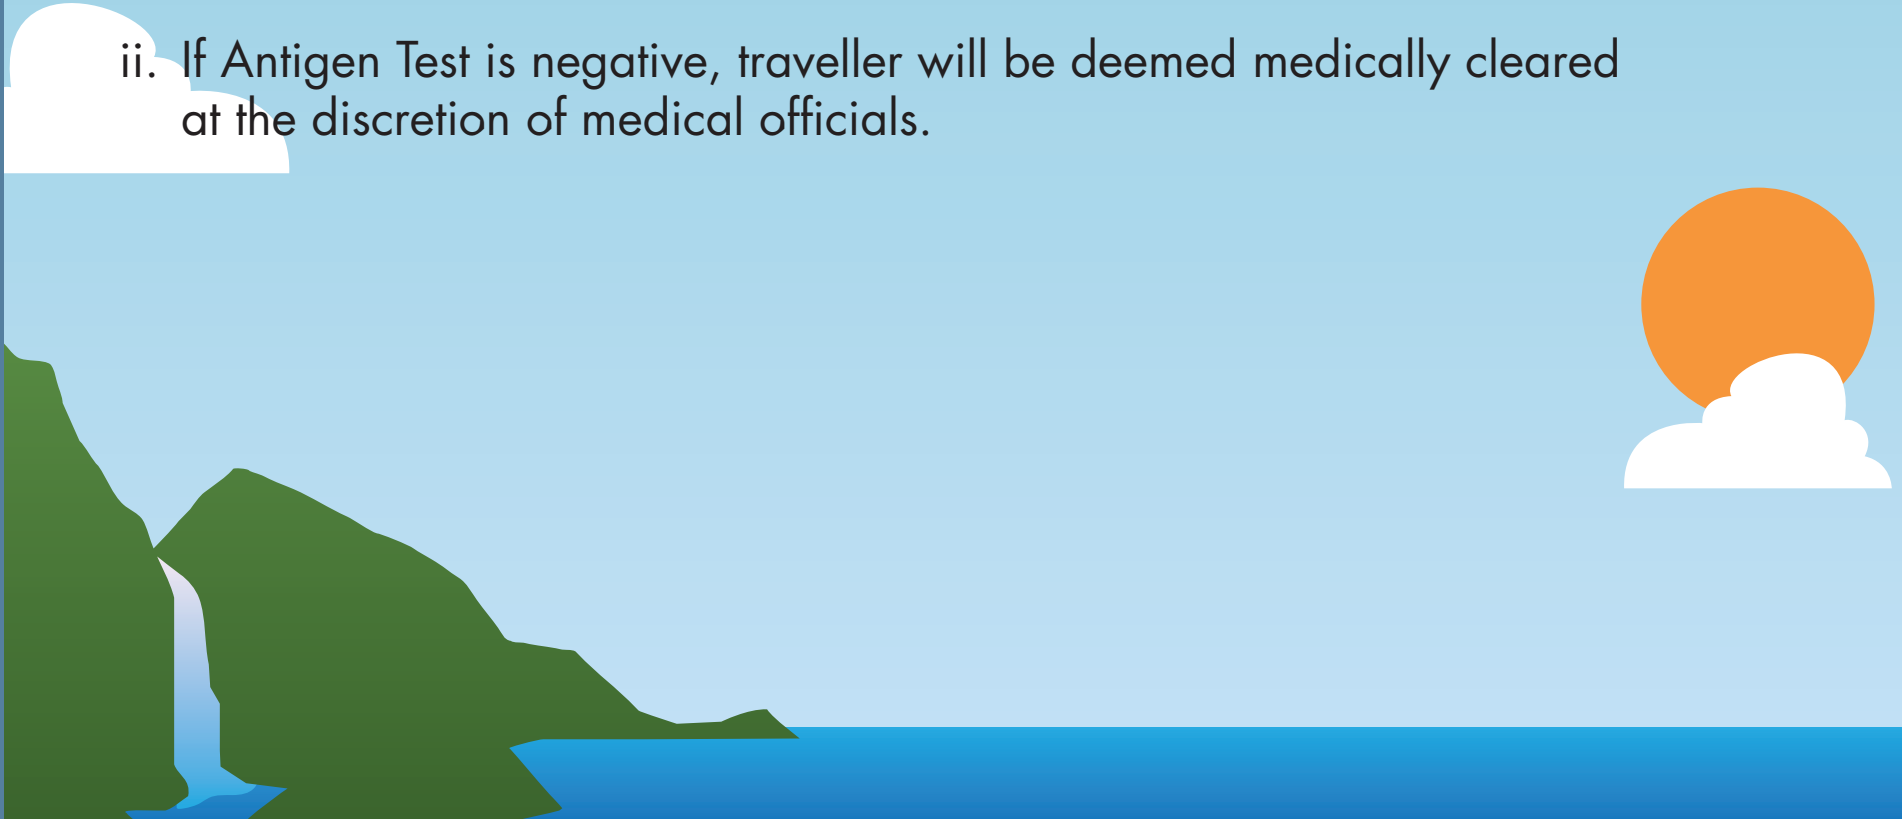 ii. If Antigen Test is negative, traveller will be deemed medically cleared
at the discretion of medical officials.